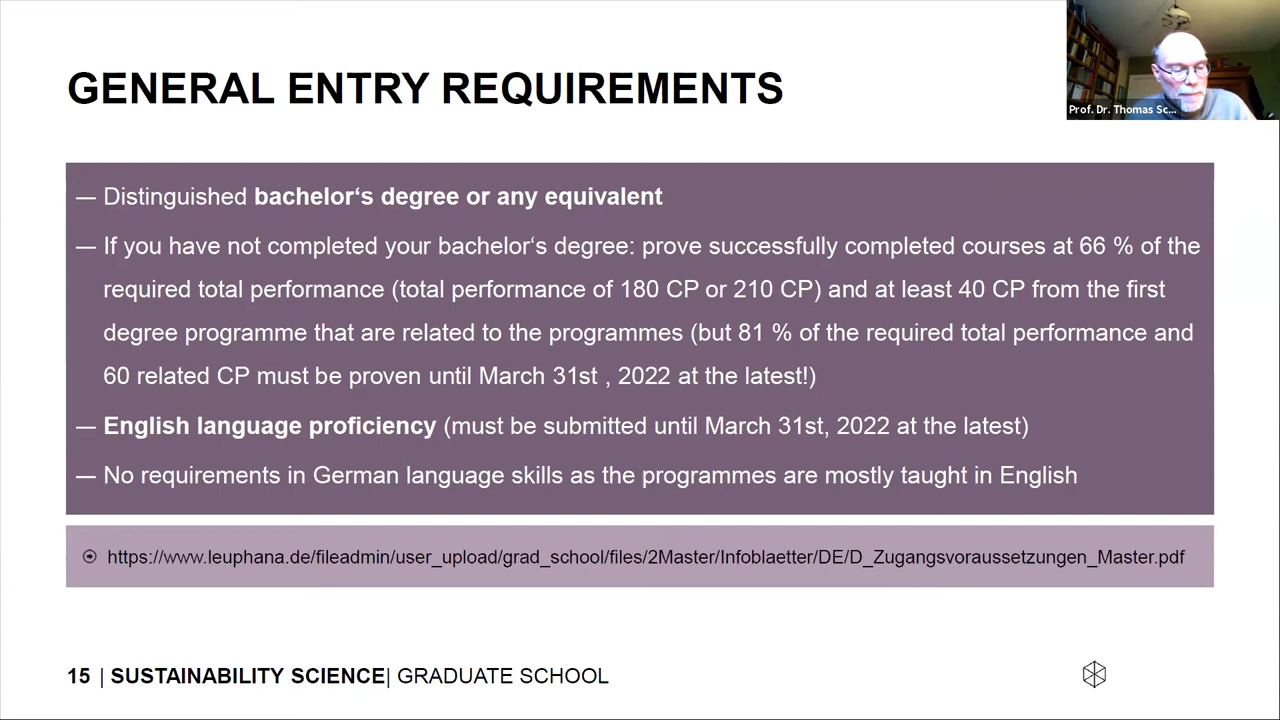 GENERAL ENTRY REQUIREMENTS
Prof. Dr. Thomas Sc...
— Distinguished bachelor‘s degree or any equivalent
— If you have not completed your bachelor‘s degree: prove successfully completed courses at 66 % of the
required total performance (total performance of 180 CP or 210 CP) and at least 40 CP from the first
degree programme that are related to the programmes (but 81 % of the required total performance and
60 related CP must be proven until March 31st , 2022 at the latest!)
— English language proficiency (must be submitted until March 31st, 2022 at the latest)
— No requirements in German language skills as the programmes are mostly taught in English
https://www.leuphana.de/fileadmin/user_upload/grad_school/files/2Master/Infoblaetter/DE/D_Zugangsvoraussetzungen_Master.pdf
15 | SUSTAINABILITY SCIENCE| GRADUATE SCHOOL